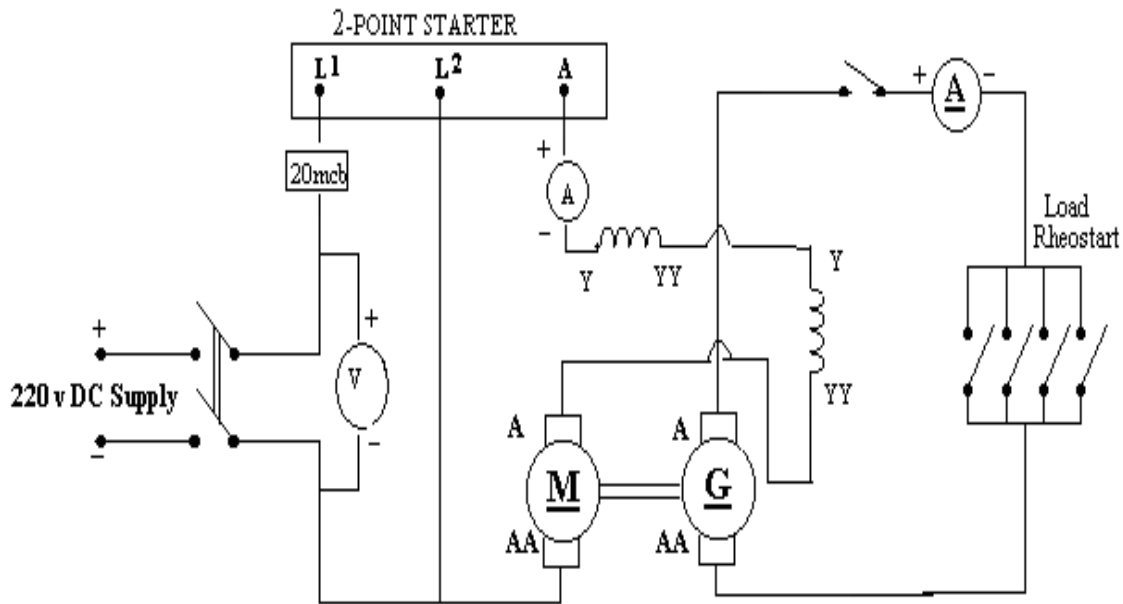 2-POINT STARTER
L1
L2
A
20mcb
+
A
−
Y
YY
+
A
−
Load
Rheostart
Y
YY
+
220 v DC Supply
−
+
V
−
A
M
AA
A
G
AA